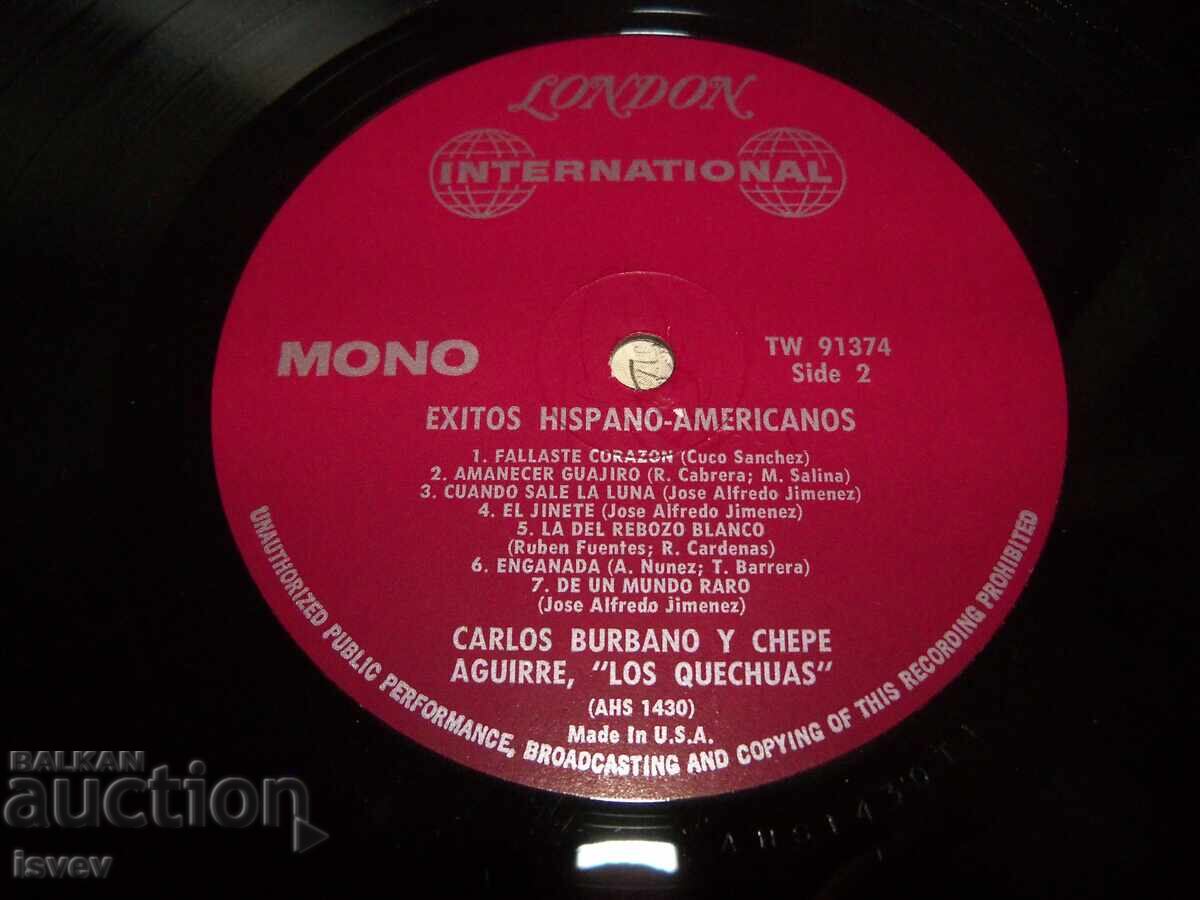 LONDON
INTERNATIONAL
MONO
TW 91374
Side 2
EXITOS HISPANO-AMERICANOS
1. FALLASTE CORAZON (Cuco Sanchez)
2. AMANECER GUAJIRO (R. Cabrera; M. Salina)
3. CUANDO SALE LA LUNA (Jose Alfredo Jimenez)
4. EL JINETE (Jose Alfredo Jimenez)
5. LA DEL REBOZO BLANCO
(Ruben Fuentes; R. Cardenas)
6. ENGANADA (A. Nunez; T. Barrera)
7. DE UN MUNDO RARO
(Jose Alfredo Jimenez)
CARLOS BURBANO Y CHEPE
AGUIRRE, "LOS QUECHUAS"
(AHS 1430)
Made In U.S.A.
UNAUTHORIZED PUBLIC PERFORMANCE, BROADCASTING AND COPYING OF THIS RECORDING PROHIBITED
BALKAN
auction
isvev